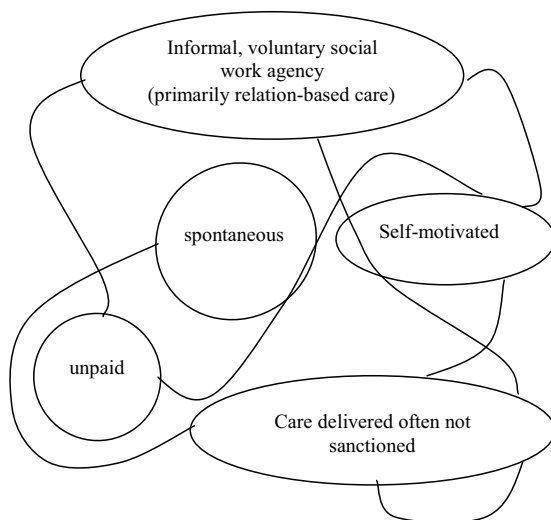 Informal, voluntary social
work agency
(primarily relation-based care)
spontaneous
Self-motivated
unpaid
Care delivered often not
sanctioned